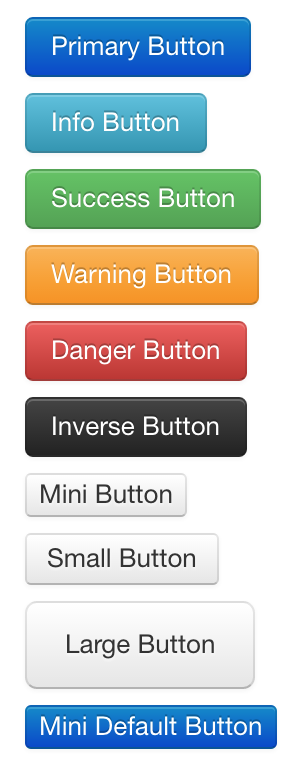 Primary Button
Info Button
Success Button
Warning Button
Danger Button
Inverse Button
Mini Button
Small Button
Large Button
Mini Default Button